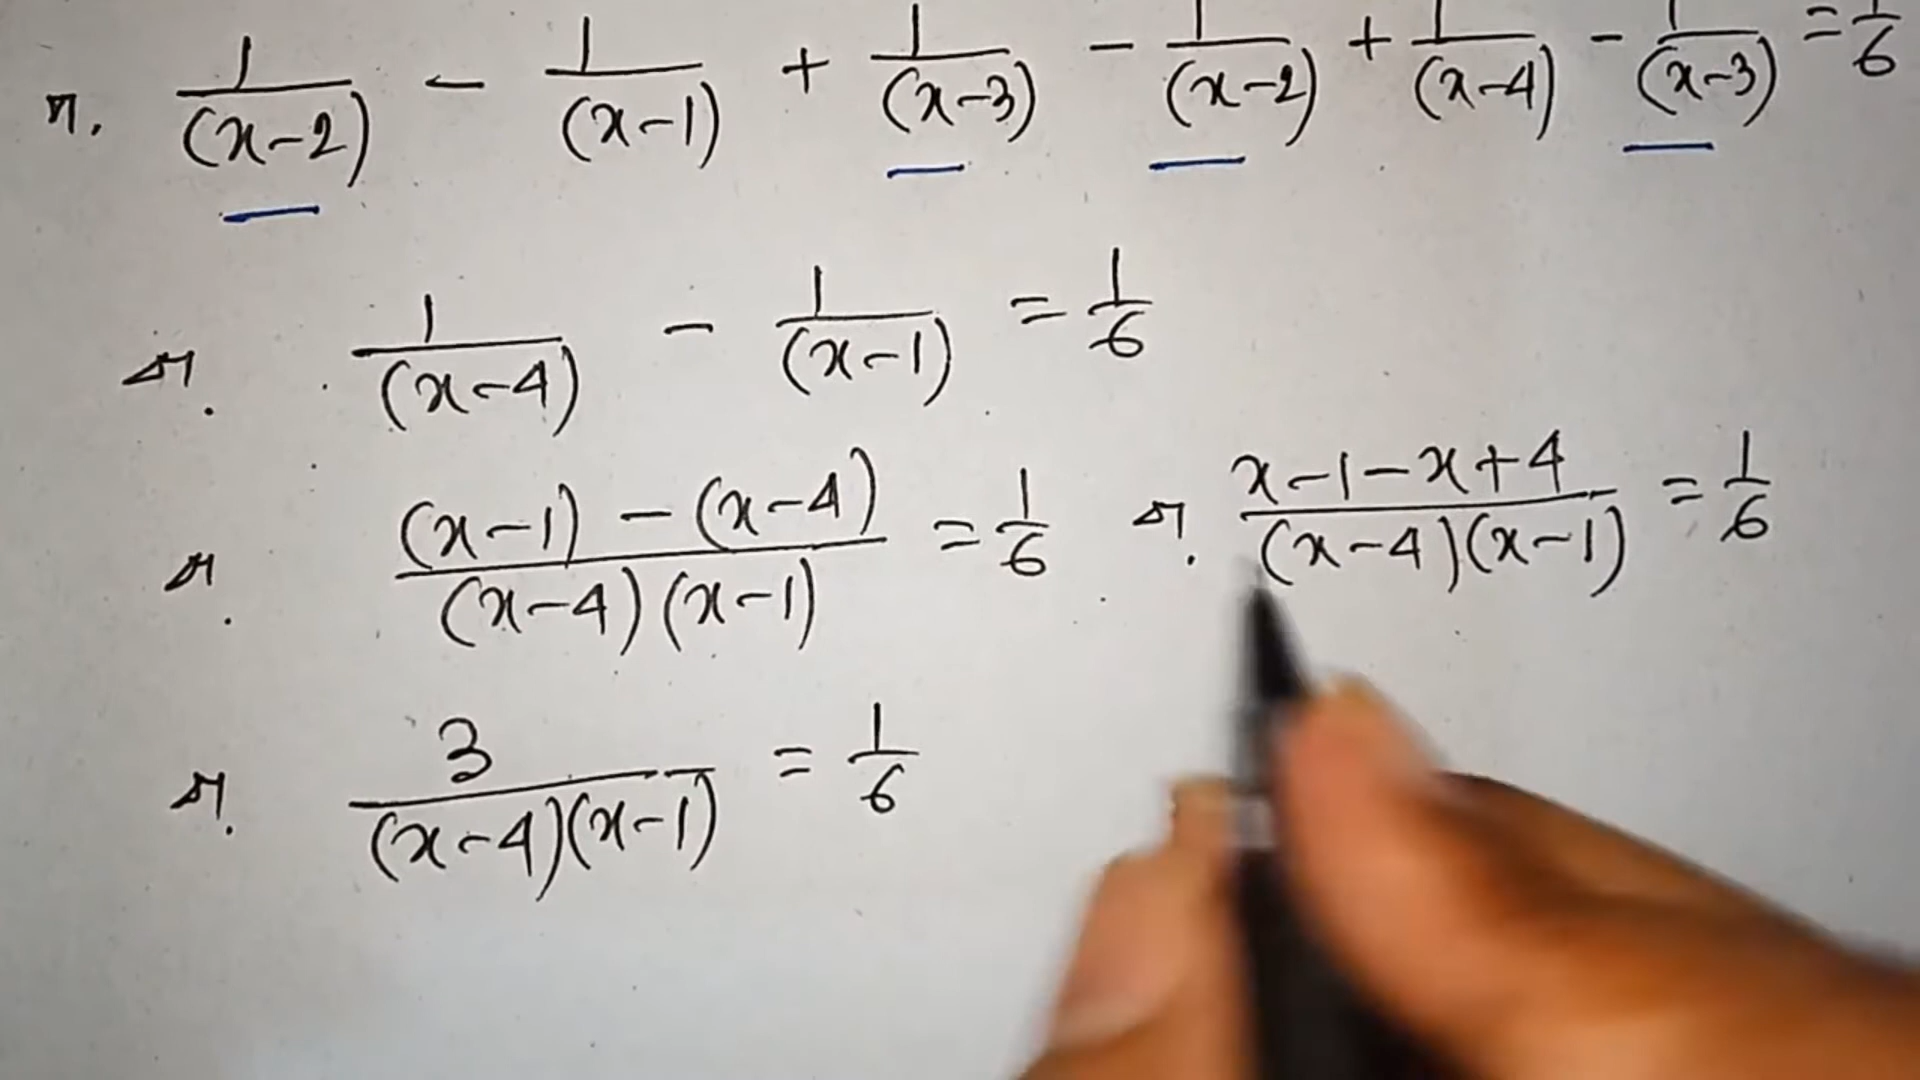 বা. 1/(x-2) - 1/(x-1) + 1/(x-3) - 1/(x-2) + 1/(x-4) - 1/(x-3) = 1/6
বা. 1/(x-4) - 1/(x-1) = 1/6
বা. ((x-1) - (x-4))/((x-4)(x-1)) = 1/6
বা. (x-1-x+4)/((x-4)(x-1)) = 1/6
বা. 3/((x-4)(x-1)) = 1/6